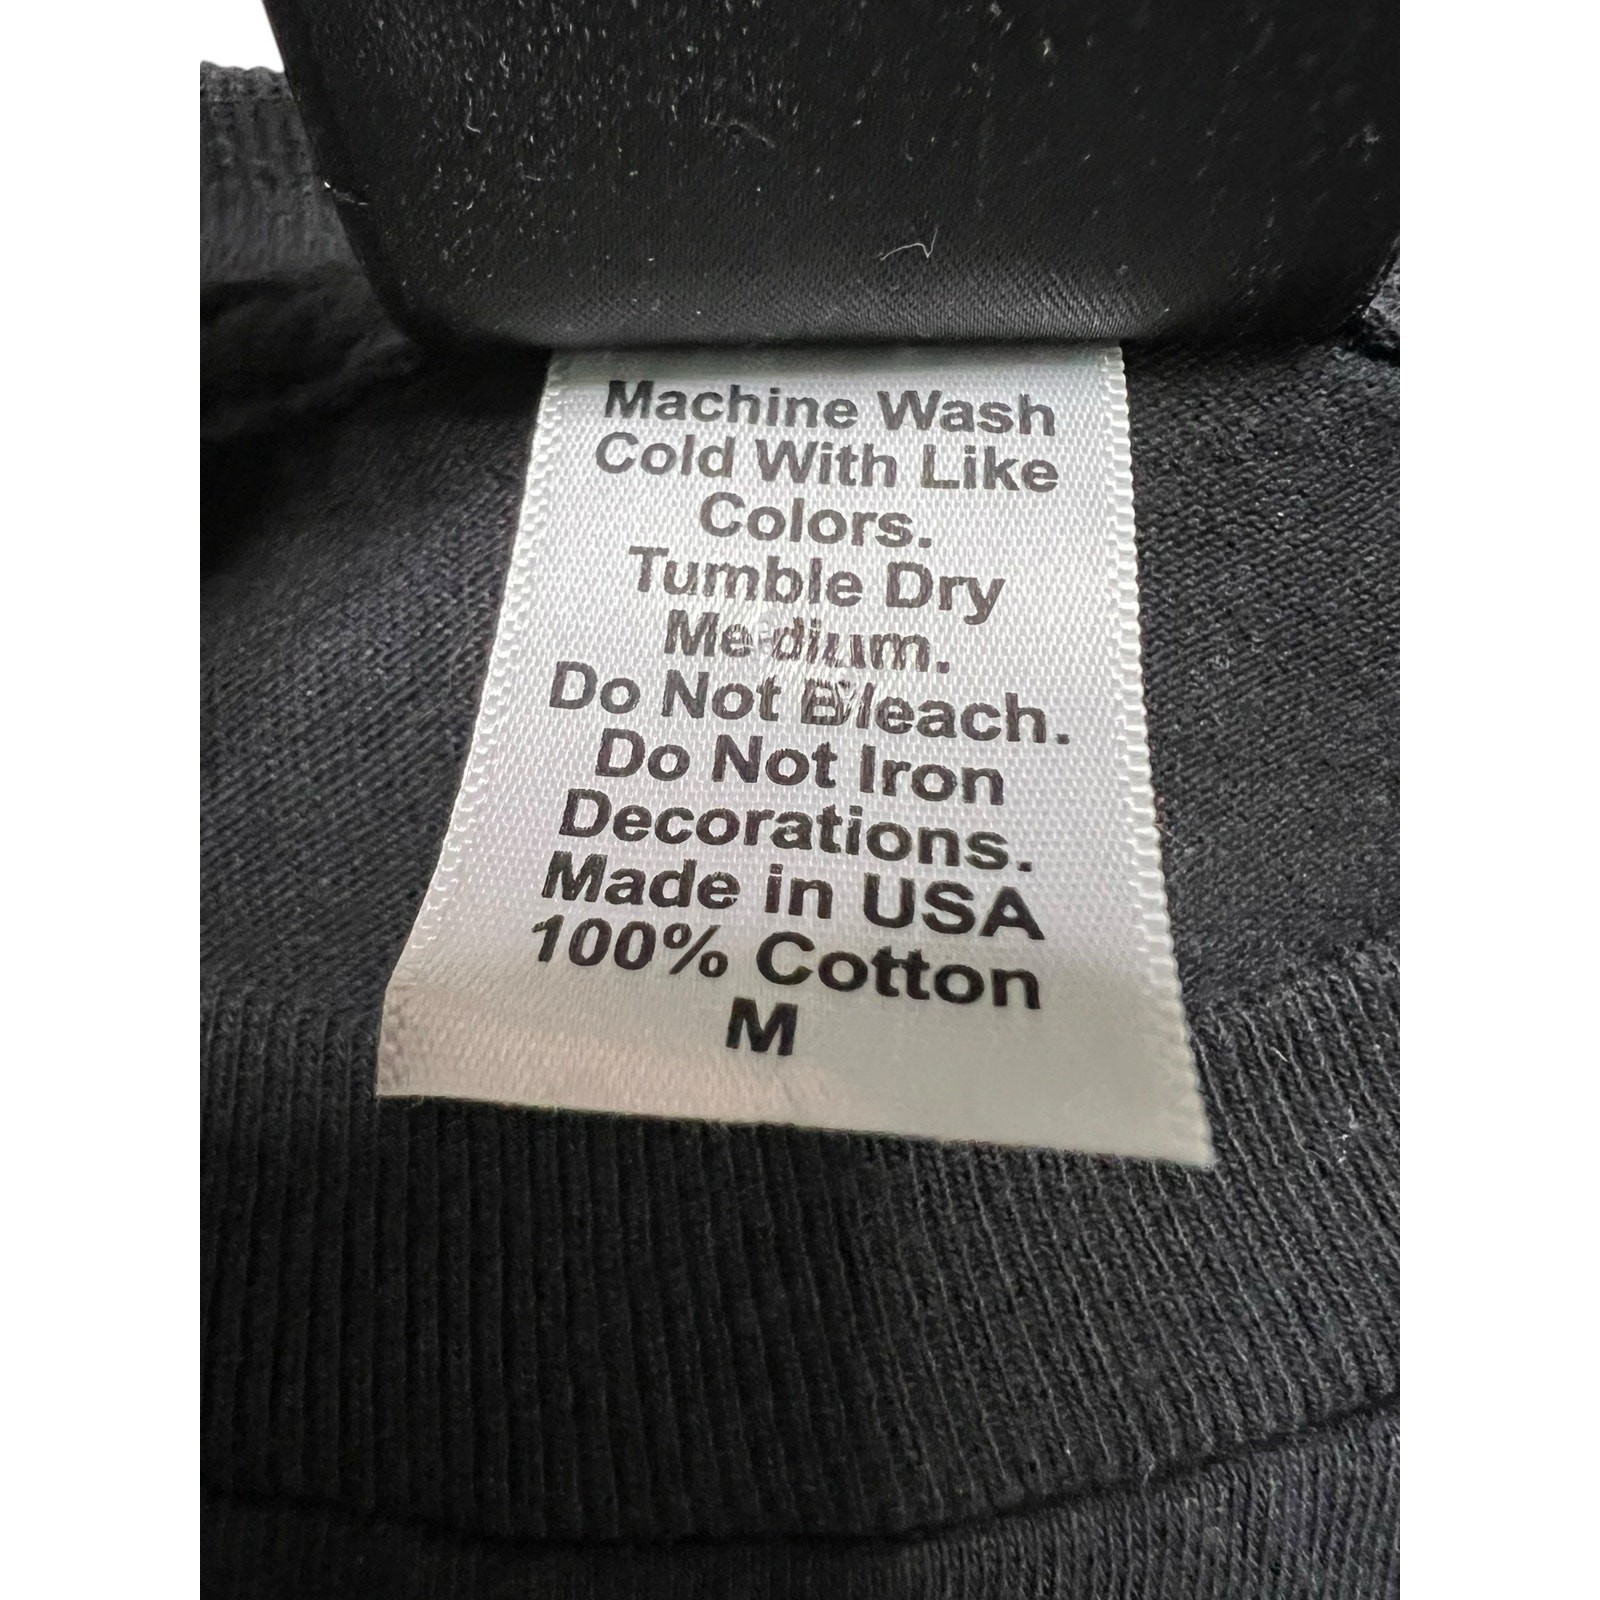 Machine Wash
Cold With Like
Colors.
Tumble Dry
Medium.
Do Not Bleach.
Do Not Iron
Decorations.
Made in USA
100% Cotton
M